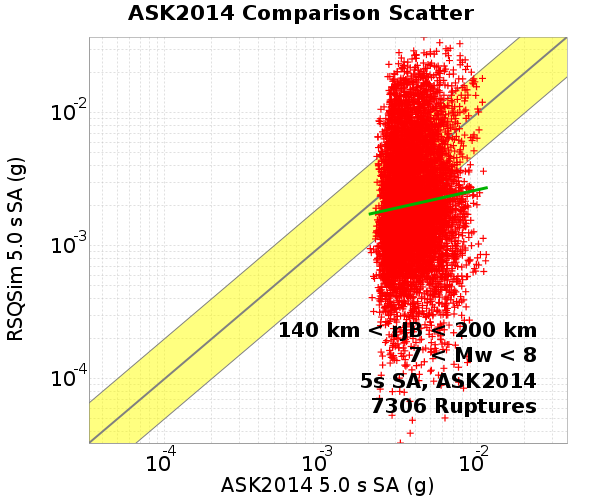 ASK2014 Comparison Scatter
RSQSim 5.0 s SA (g)
10^-2
10^-3
10^-4
140 km < rJB < 200 km
7 < Mw < 8
5s SA, ASK2014
7306 Ruptures
10^-4 10^-3 10^-2
ASK2014 5.0 s SA (g)